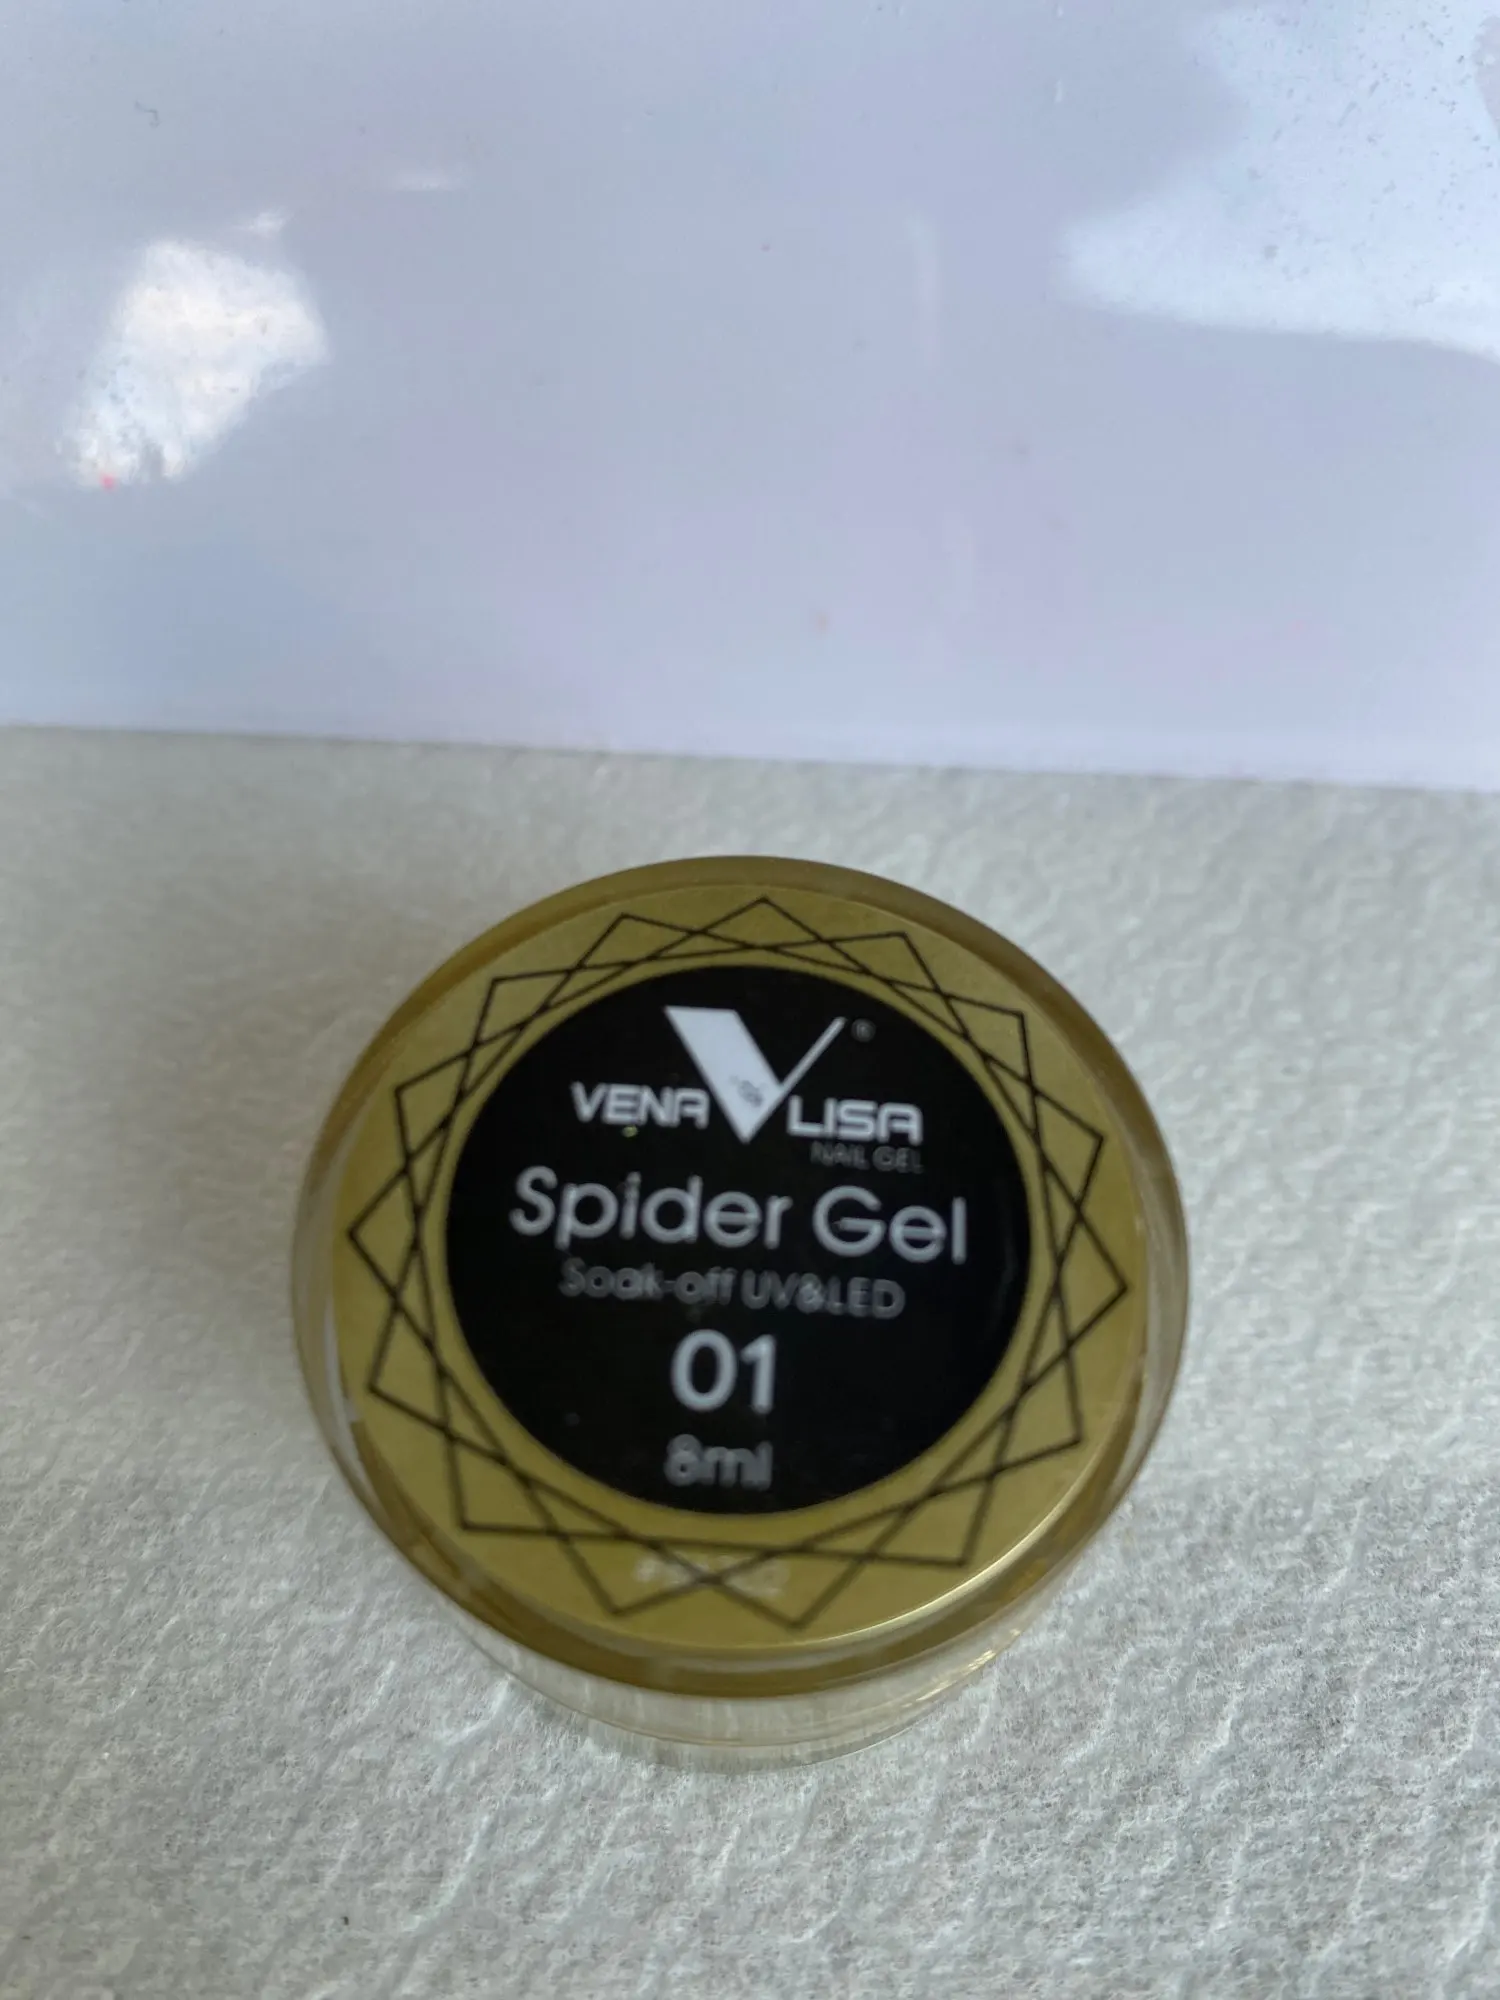 VENA V LISA ®
NAIL GEL
Spider Gel
Soak-off UV&LED
01
8ml